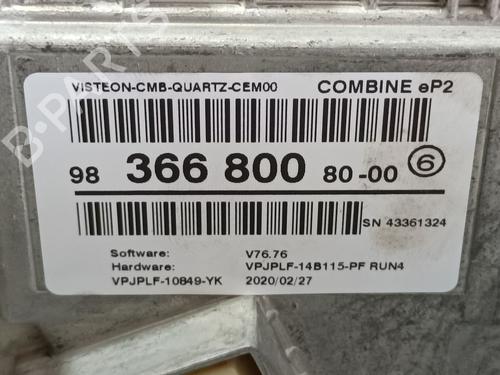 VISTEON-CMB-QUARTZ-CEM00 COMBINE eP2
98 366 800 80-00 6
SN 43361324
Software: V76.76
Hardware: VPJPLF-14B115-PF RUN4
VPJPLF-10849-YK 2020/02/27
B-PARTS